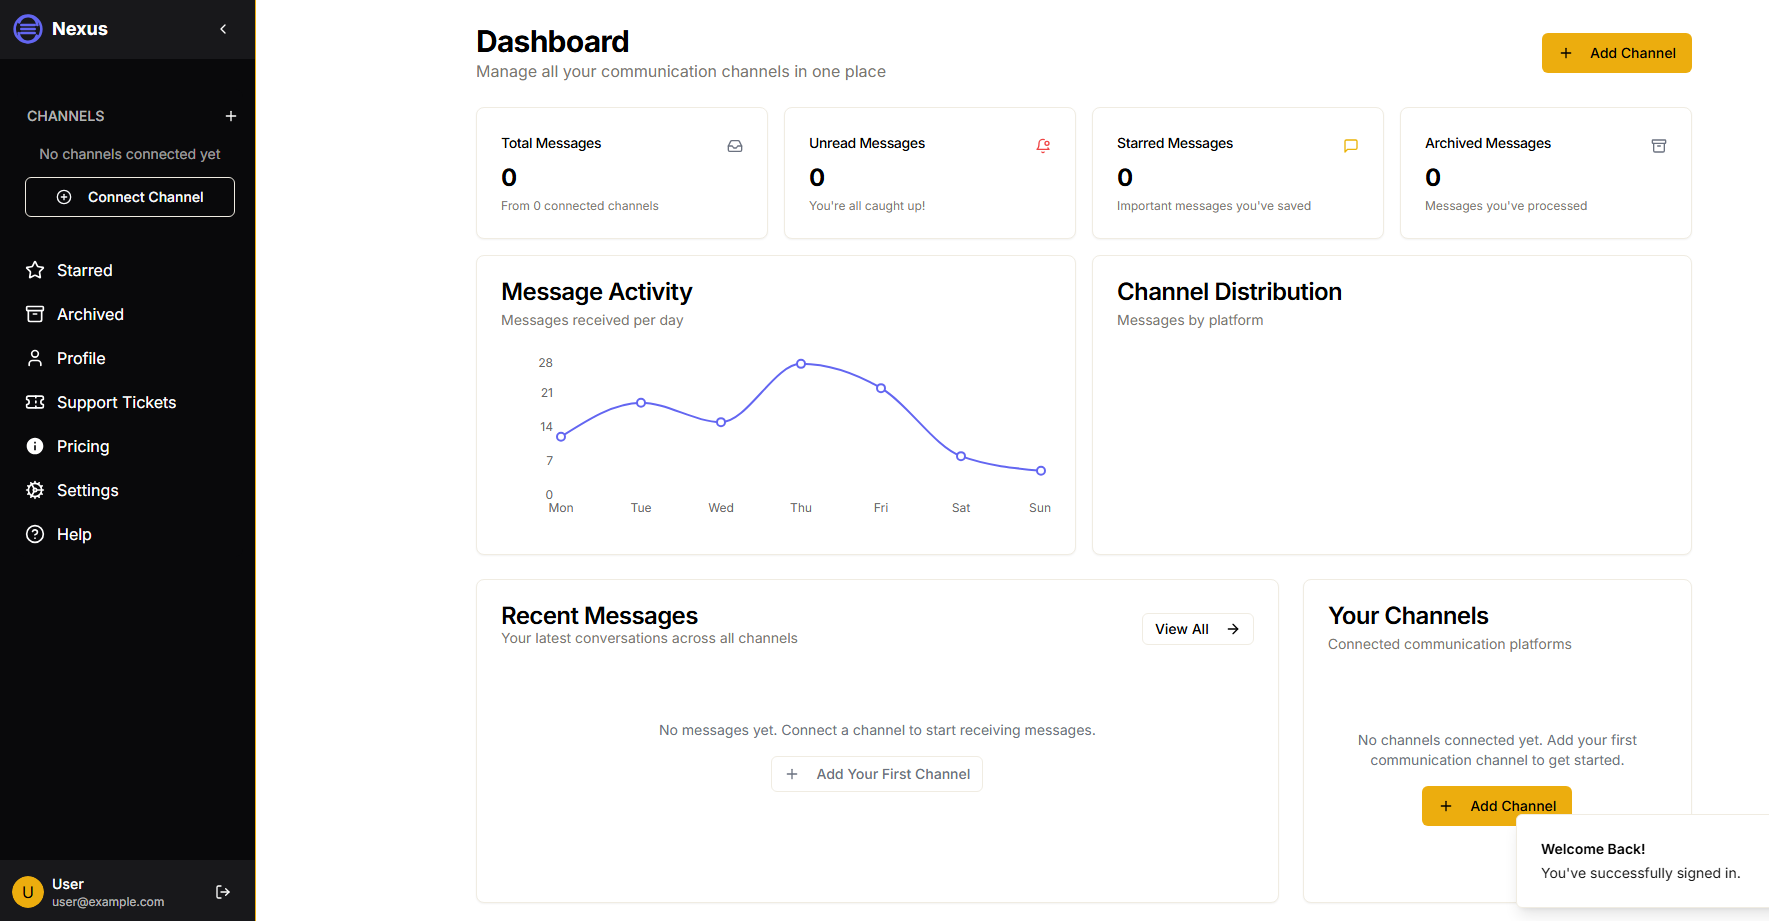 Nexus
CHANNELS
No channels connected yet
Connect Channel
Starred
Archived
Profile
Support Tickets
Pricing
Settings
Help
U
User
user@example.com
Dashboard
Manage all your communication channels in one place
Add Channel
Total Messages
0
From 0 connected channels
Unread Messages
0
You're all caught up!
Starred Messages
0
Important messages you've saved
Archived Messages
0
Messages you've processed
Message Activity
Messages received per day
28
21
14
7
0
Mon Tue Wed Thu Fri Sat Sun
Channel Distribution
Messages by platform
Recent Messages
Your latest conversations across all channels
View All
No messages yet. Connect a channel to start receiving messages.
Add Your First Channel
Your Channels
Connected communication platforms
No channels connected yet. Add your first
communication channel to get started.
Add Channel
Welcome Back!
You've successfully signed in.